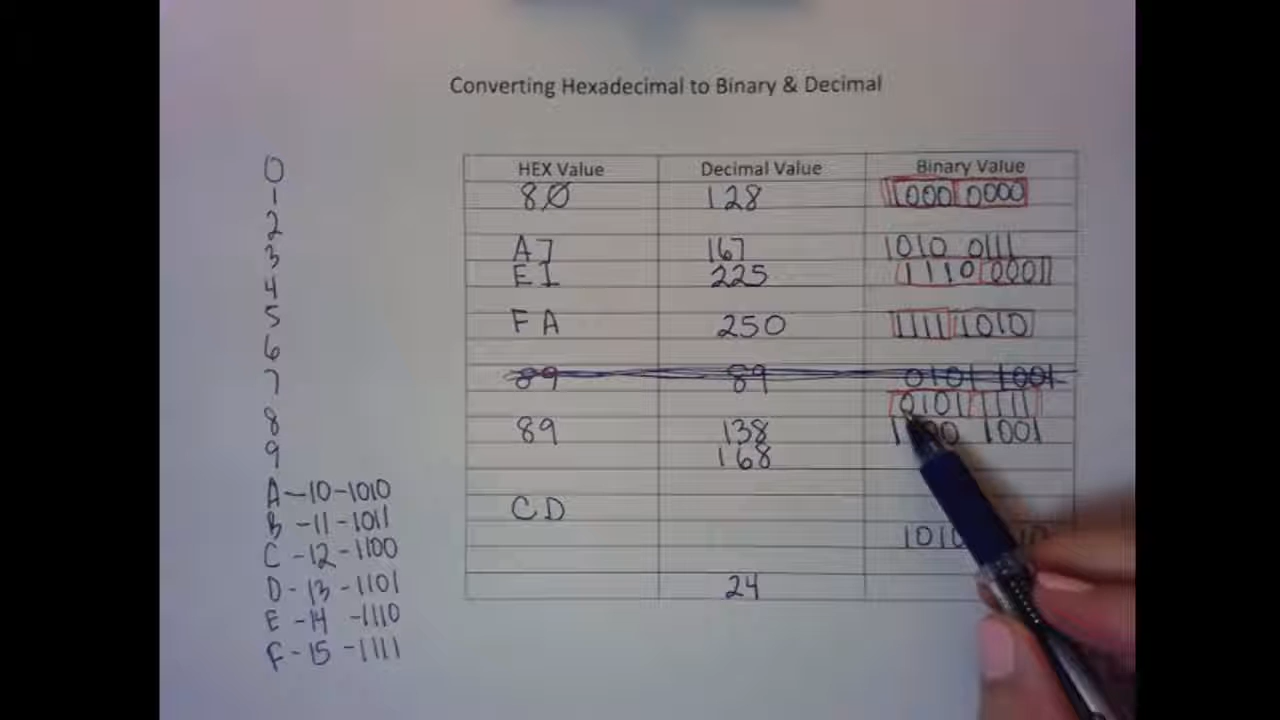 Converting Hexadecimal to Binary & Decimal
0
1
2
3
4
5
6
7
8
9
A-10-1010
B-11-1011
C-12-1100
D-13-1101
E-14-1110
F-15-1111
HEX Value Decimal Value Binary Value
80 128 1000 0000
A7 167 1010 0111
E1 225 1110 0001
FA 250 1111 1010
89 89 0101 1001
0101 1111
89 138 1001
168
CD
24